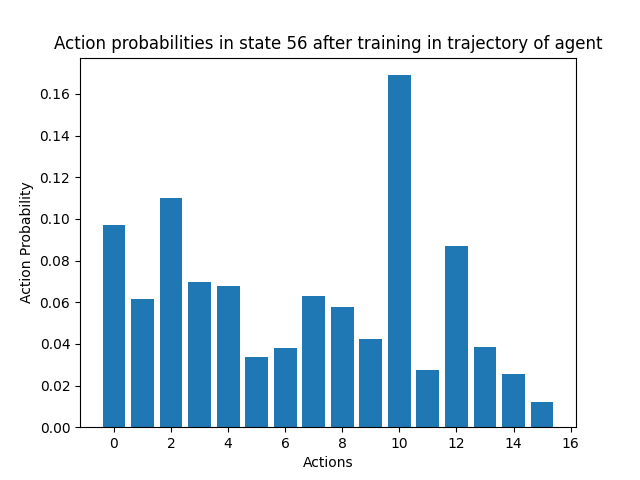 Action probabilities in state 56 after training in trajectory of agent
0.16
0.14
0.12
0.10
0.08
0.06
0.04
0.02
0.00
Action Probability
0 2 4 6 8 10 12 14 16
Actions